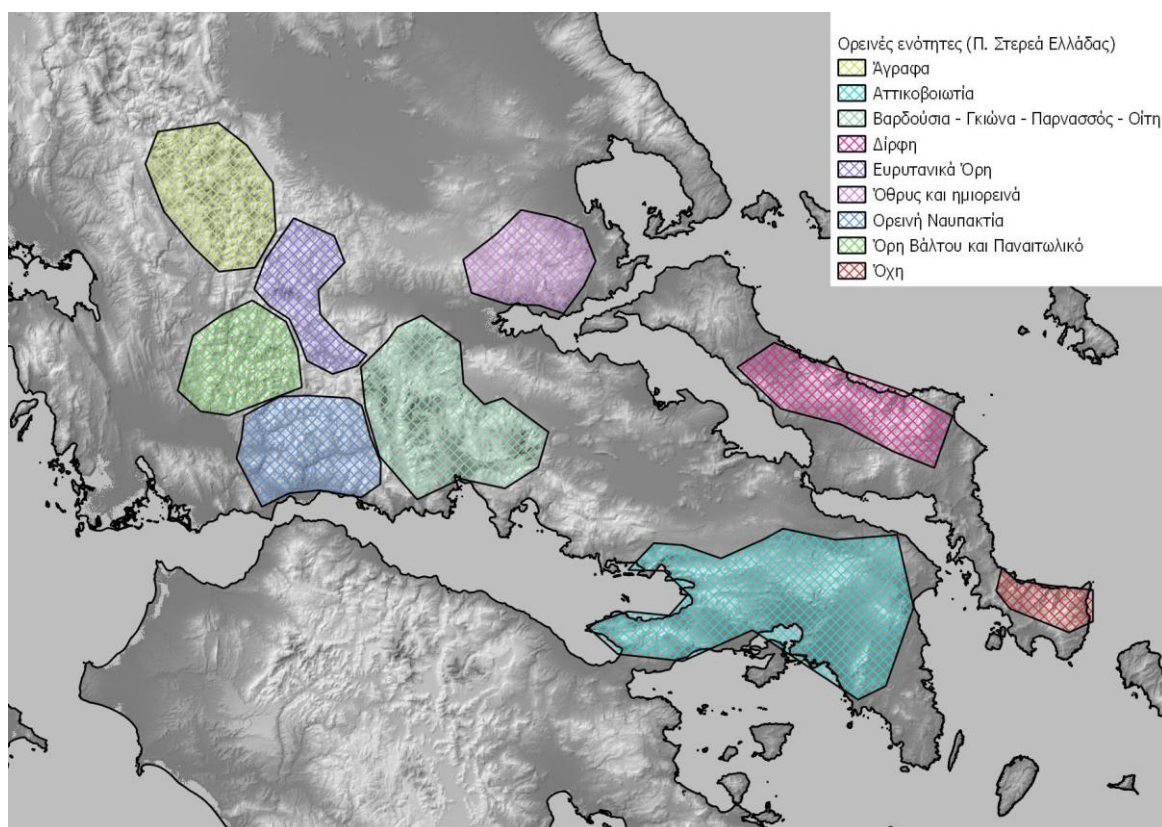 Ορεινές ενότητες (Π. Στερεά Ελλάδας)
Άγραφα
Αττικοβοιωτία
Βαρδούσια - Γκιώνα - Παρνασσός - Οίτη
Δίρφη
Ευρυτανικά Όρη
Όθρυς και ημιορεινά
Ορεινή Ναυπακτία
Όρη Βάλτου και Παναιτωλικό
Όχη